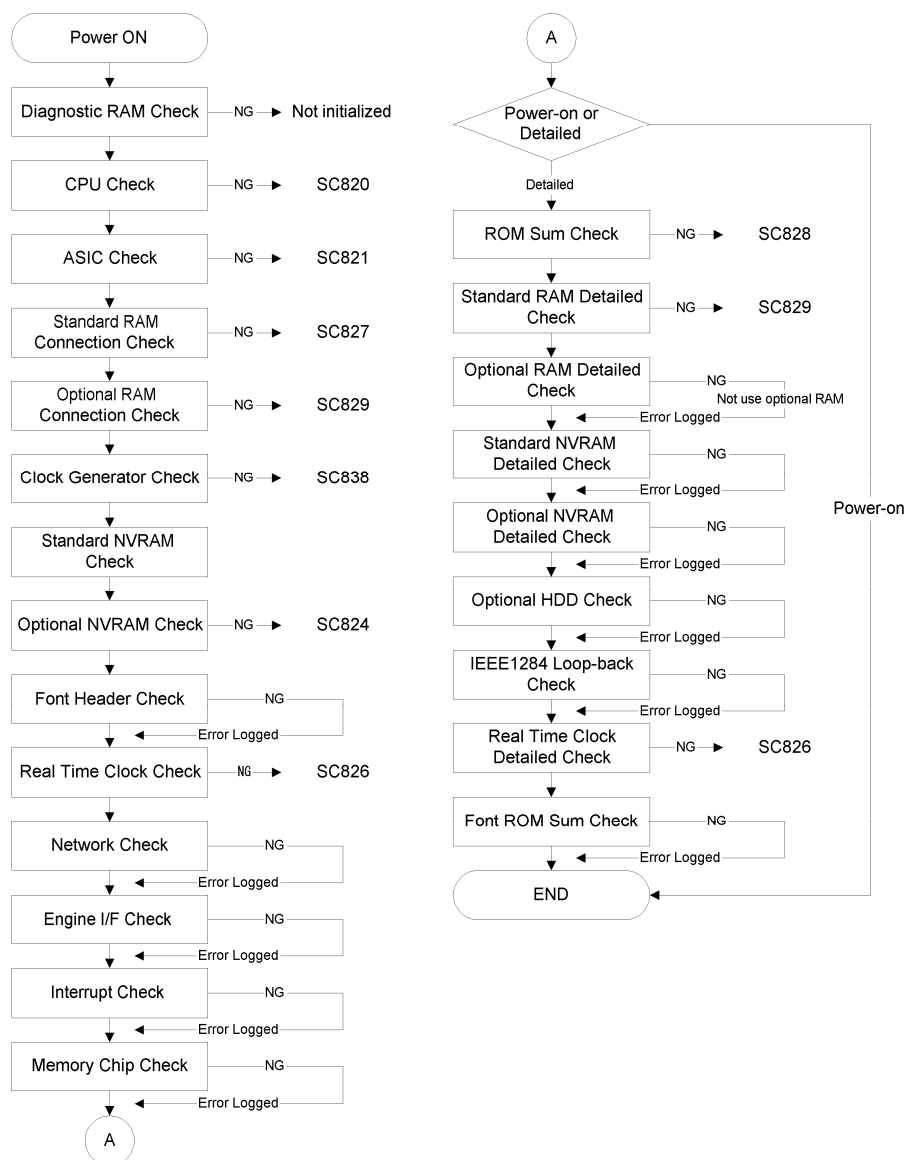 Power ON
Diagnostic RAM Check
NG
Not initialized
CPU Check
NG
SC820
ASIC Check
NG
SC821
Standard RAM
Connection Check
NG
SC827
Optional RAM
Connection Check
NG
SC829
Clock Generator Check
NG
SC838
Standard NVRAM
Check
Optional NVRAM Check
NG
SC824
Font Header Check
NG
Error Logged
Real Time Clock Check
NG
SC826
Network Check
NG
Error Logged
Engine I/F Check
NG
Error Logged
Interrupt Check
NG
Error Logged
Memory Chip Check
NG
Error Logged
A
A
Power-on or
Detailed
Detailed
ROM Sum Check
NG
SC828
Standard RAM Detailed
Check
NG
SC829
Optional RAM Detailed
Check
NG
Not use optional RAM
Error Logged
Standard NVRAM
Detailed Check
NG
Error Logged
Optional NVRAM
Detailed Check
NG
Error Logged
Power-on
Optional HDD Check
NG
Error Logged
IEEE1284 Loop-back
Check
NG
Error Logged
Real Time Clock
Detailed Check
NG
SC826
Font ROM Sum Check
NG
Error Logged
END